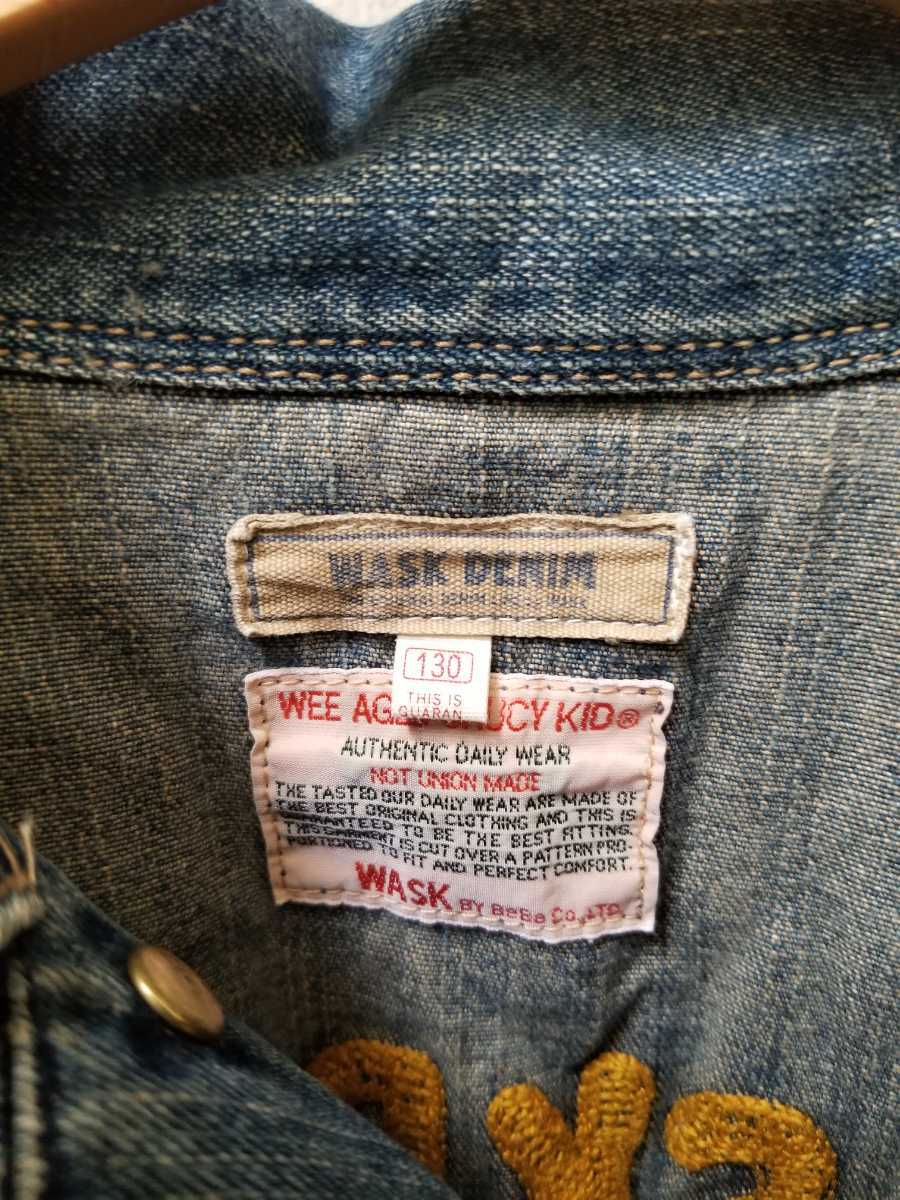 WASK DENIM
130
THIS IS
GUARAN
WEE AGE KID®
AUTHENTIC DAILY WEAR
NOT UNION MADE
THE TASTED OUR DAILY WEAR ARE MADE OF
THE BEST ORIGINAL CLOTHING AND THIS IS
GUARANTEED TO BE THE BEST FITTING.
THIS GARMENT IS CUT OVER A PATTERN PRO-
PORTIONED TO FIT AND PERFECT COMFORT.
WASK BY BeBe Co.,LTD.